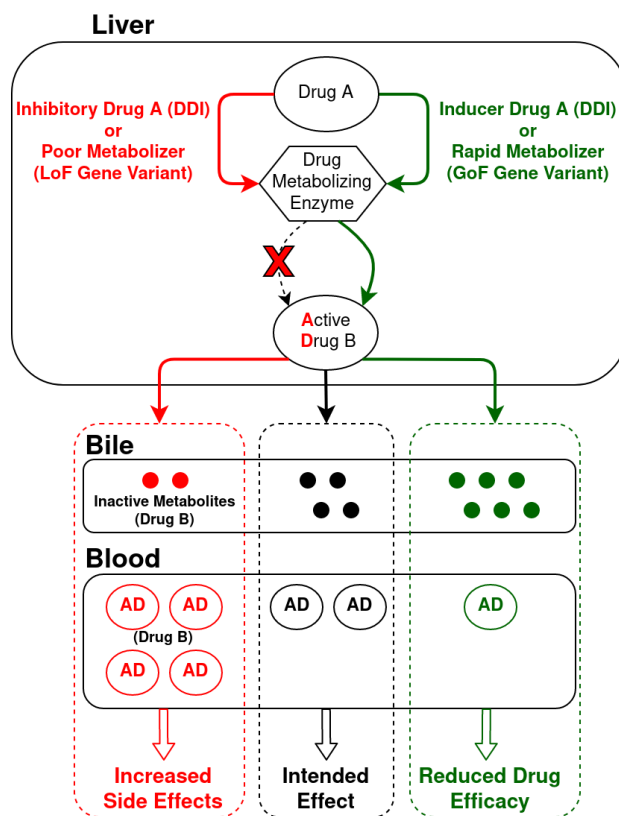 Liver
Drug A
Inhibitory Drug A (DDI)
or
Poor Metabolizer
(LoF Gene Variant)
Inducer Drug A (DDI)
or
Rapid Metabolizer
(GoF Gene Variant)
Drug
Metabolizing
Enzyme
X
Active
Drug B
Bile
Inactive Metabolites
(Drug B)
Blood
AD AD AD AD AD
(Drug B)
AD AD
Increased
Side Effects
Intended
Effect
Reduced Drug
Efficacy